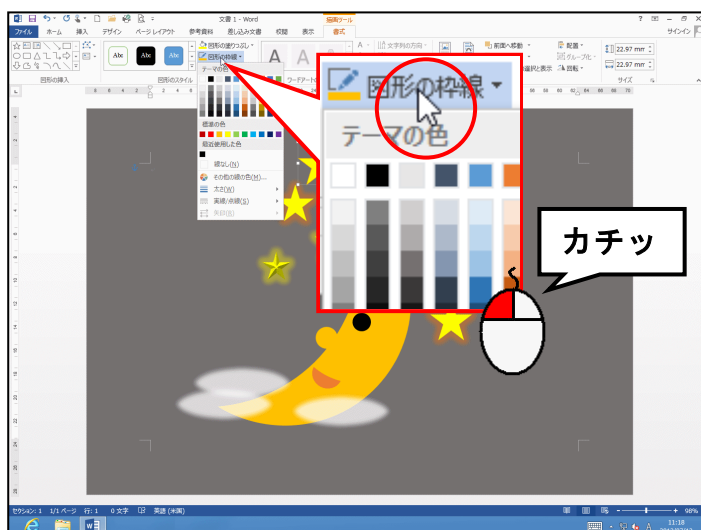 文書 1 - Word
描画ツール
ファイル ホーム 挿入 デザイン ページ レイアウト 参考資料 差し込み文書 校閲 表示 書式
サインイン
Abc Abc Abc
図形の塗りつぶし
図形の枠線
文字列の方向
前面へ移動
配置
グループ化
選択と表示 回転
22.97 mm
22.97 mm
図形の挿入
図形のスタイル
サイズ
テーマの色
標準の色
最近使用した色
線なし(N)
その他の線の色(M)...
太さ(W)
実線/点線(S)
矢印(R)
図形の枠線
テーマの色
カチッ
セクション: 1 1/1 ページ 行: 1 0 文字 英語 (米国)
98%
A 11:18